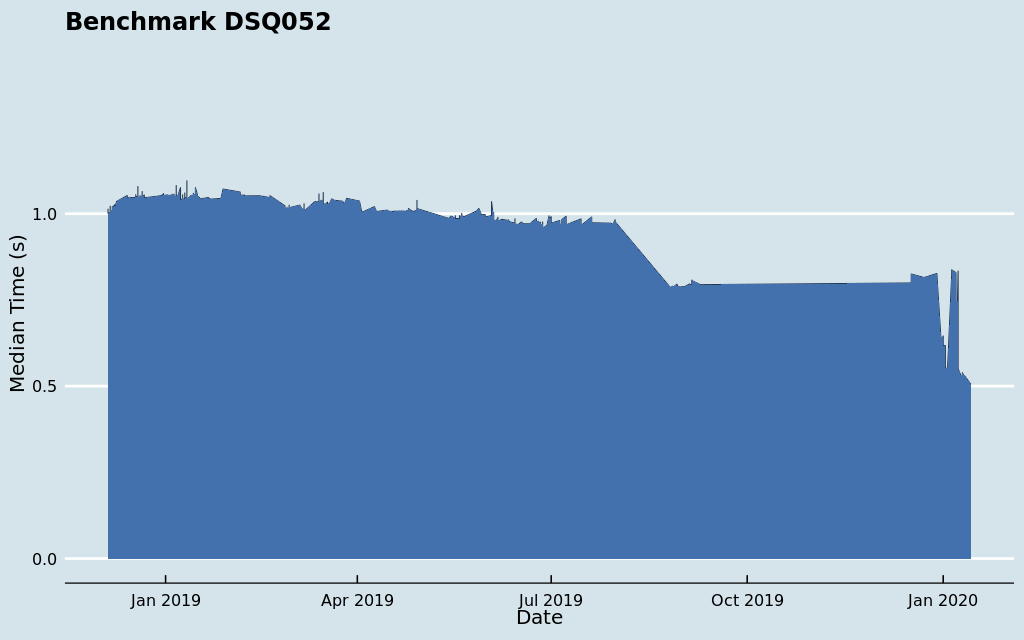 Benchmark DSQ052
Median Time (s)
1.0
0.5
0.0
Jan 2019
Apr 2019
Jul 2019
Oct 2019
Jan 2020
Date